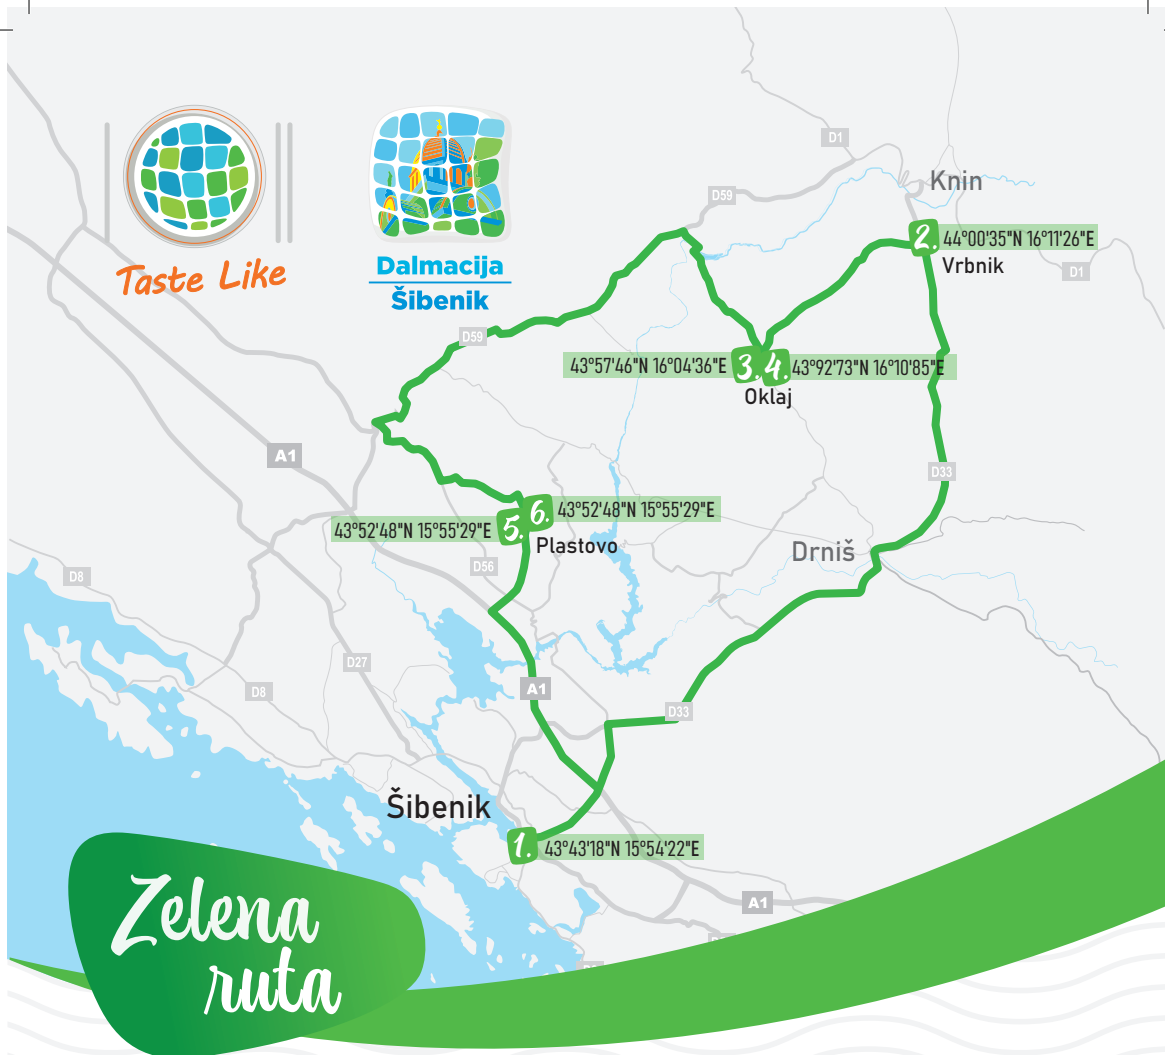 D1
Knin
D59
Taste Like
Dalmacija
Šibenik
2. 44°00'35"N 16°11'26"E
Vrbnik
D1
D59
43°57'46"N 16°04'36"E 3. 4. 43°92'73"N 16°10'85"E
Oklaj
A1
D33
6. 43°52'48"N 15°55'29"E
43°52'48"N 15°55'29"E 5.
Plastovo
Drniš
D56
D8
D27
D8
A1
D33
Šibenik
1. 43°43'18"N 15°54'22"E
A1
Zelena
ruta